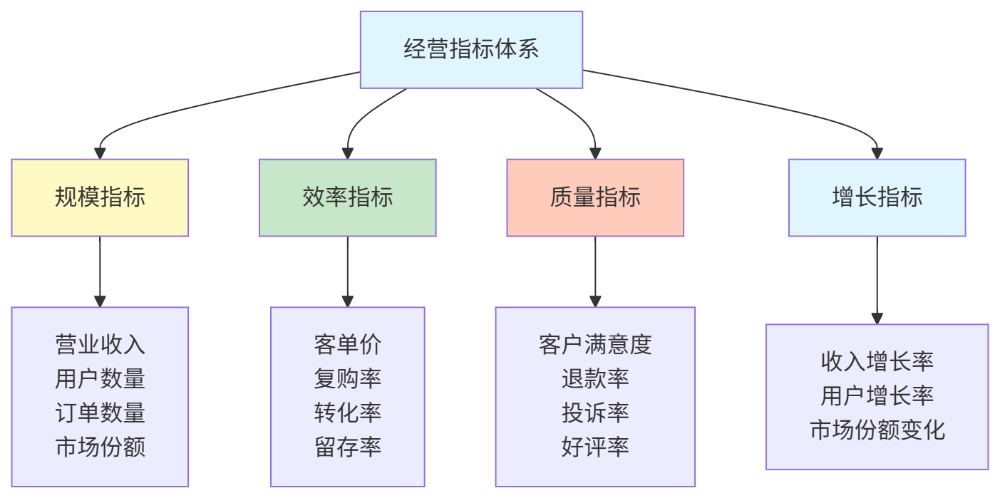 经营指标体系
规模指标
效率指标
质量指标
增长指标
营业收入
用户数量
订单数量
市场份额
客单价
复购率
转化率
留存率
客户满意度
退款率
投诉率
好评率
收入增长率
用户增长率
市场份额变化